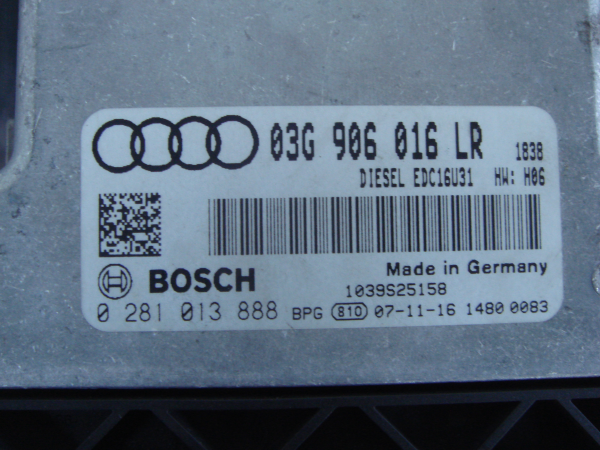 03G 906 016 LR 1838
DIESEL EDC16U31 HW: H06
BOSCH Made in Germany
1039S25158
0 281 013 888 BPG 810 07-11-16 1480 0083